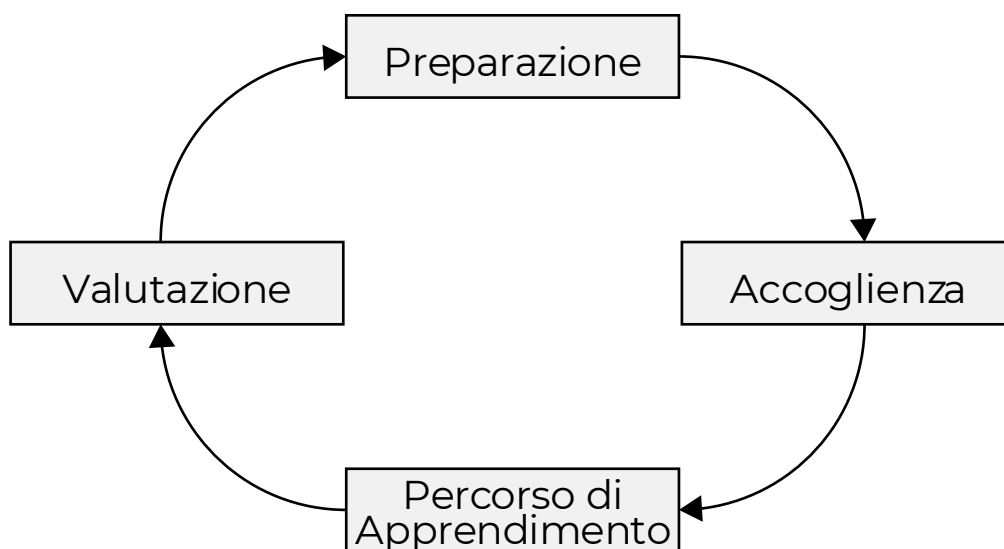 Preparazione
Valutazione
Accoglienza
Percorso di
Apprendimento